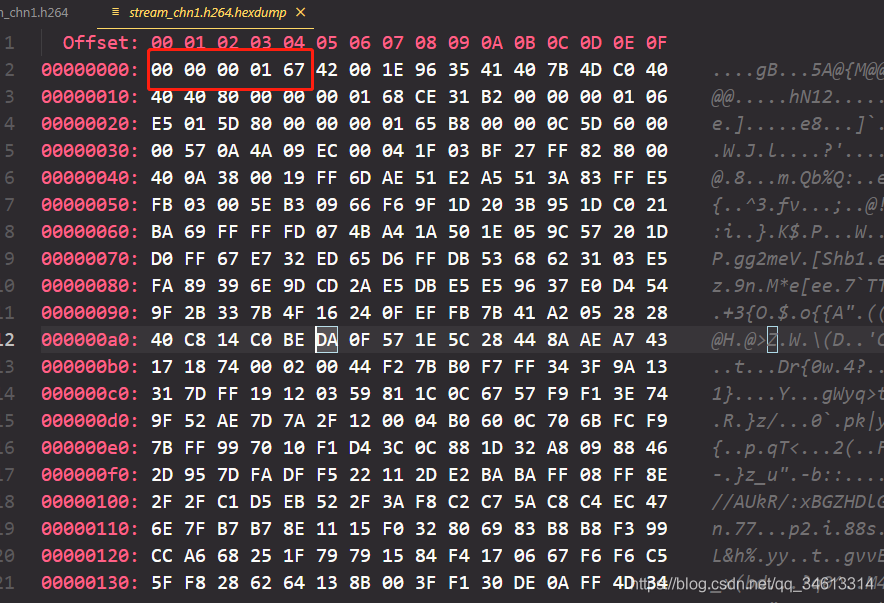 n_chn1.h264 ≡ stream_chn1.h264.hexdump ×
1 Offset: 00 01 02 03 04 05 06 07 08 09 0A 0B 0C 0D 0E 0F
2 00000000: 00 00 00 01 67 42 00 1E 96 35 41 40 7B 4D C0 40 ....gB...5A@{M@@
3 00000010: 40 40 80 00 00 00 01 68 CE 31 B2 00 00 00 01 06 @@.....hN12.....
4 00000020: E5 01 5D 80 00 00 00 01 65 B8 00 00 0C 5D 60 00 e.].....e8...]`.
5 00000030: 00 57 0A 4A 09 EC 00 04 1F 03 BF 27 FF 82 80 00 .W.J.l....?'....
6 00000040: 40 0A 38 00 19 FF 6D AE 51 E2 A5 51 3A 83 FF E5 @.8...m.Qb%Q:..e
7 00000050: FB 03 00 5E B3 09 66 F6 9F 1D 20 3B 95 1D C0 21 {..^3.fv...;..@!
8 00000060: BA 69 FF FF FD 07 4B A4 1A 50 1E 05 9C 57 20 1D :i..}.K$.P...W..
9 00000070: D0 FF 67 E7 32 ED 65 D6 FF DB 53 68 62 31 03 E5 P.gg2meV.[Shb1.e
10 00000080: FA 89 39 6E 9D CD 2A E5 DB E5 E5 96 37 E0 D4 54 z.9n.M*e[ee.7`TT
11 00000090: 9F 2B 33 7B 4F 16 24 0F EF FB 7B 41 A2 05 28 28 .+3{O.$.o{{A".((
12 000000a0: 40 C8 14 C0 BE DA 0F 57 1E 5C 28 44 8A AE A7 43 @H.@>Z.W.\(D..'C
13 000000b0: 17 18 74 00 02 00 44 F2 7B B0 F7 FF 34 3F 9A 13 ..t...Dr{0w.4?..
14 000000c0: 31 7D FF 19 12 03 59 81 1C 0C 67 57 F9 F1 3E 74 1}....Y...gWyq>t
15 000000d0: 9F 52 AE 7D 7A 2F 12 00 04 B0 60 0C 70 6B FC F9 .R.}z/...0`.pk|y
16 000000e0: 7B FF 99 70 10 F1 D4 3C 0C 88 1D 32 A8 09 88 46 {..p.qT<...2(..F
17 000000f0: 2D 95 7D FA DF F5 22 11 2D E2 BA BA FF 08 FF 8E -.}z_u".-b::....
18 00000100: 2F 2F C1 D5 EB 52 2F 3A F8 C2 C7 5A C8 C4 EC 47 //AUkR/:xBGZHDlG
19 00000110: 6E 7F B7 B7 8E 11 15 F0 32 80 69 83 B8 B8 F3 99 n.77...p2.i.88s.
20 00000120: CC A6 68 25 1F 79 79 15 84 F4 17 06 67 F6 F6 C5 L&h%.yy..t..gvvE
21 00000130: 5F F8 28 62 64 13 8B 00 3F F1 30 DE 0A FF 4D 34
https://blog.csdn.net/qq_34613314